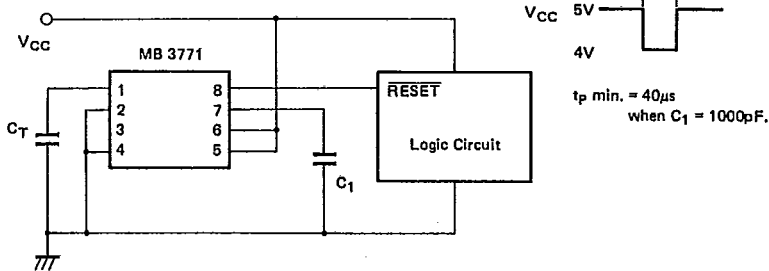 VCC
MB 3771
1
2
3
4
8
7
6
5
CT
C1
RESET
Logic Circuit
VCC
5V
4V
tP min. = 40μs
when C1 = 1000pF.